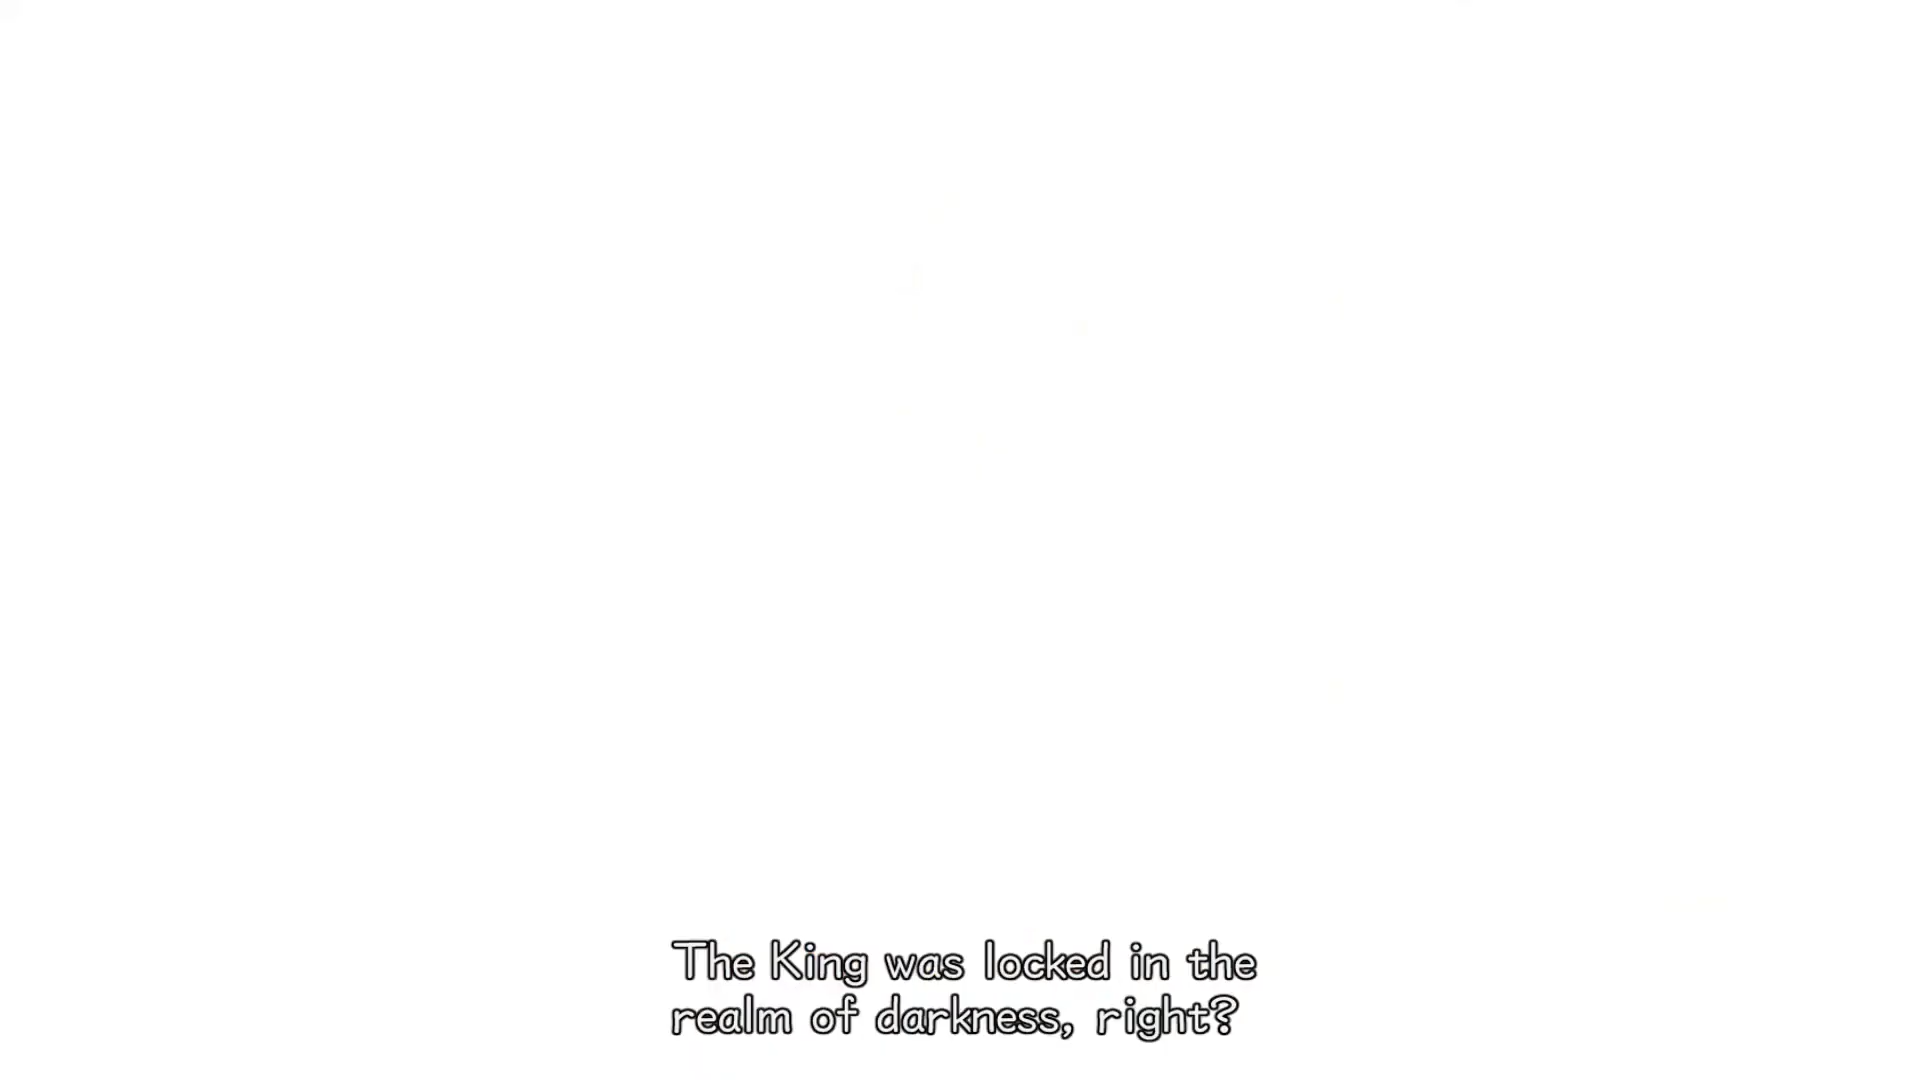 The King was locked in the
realm of darkness, right?